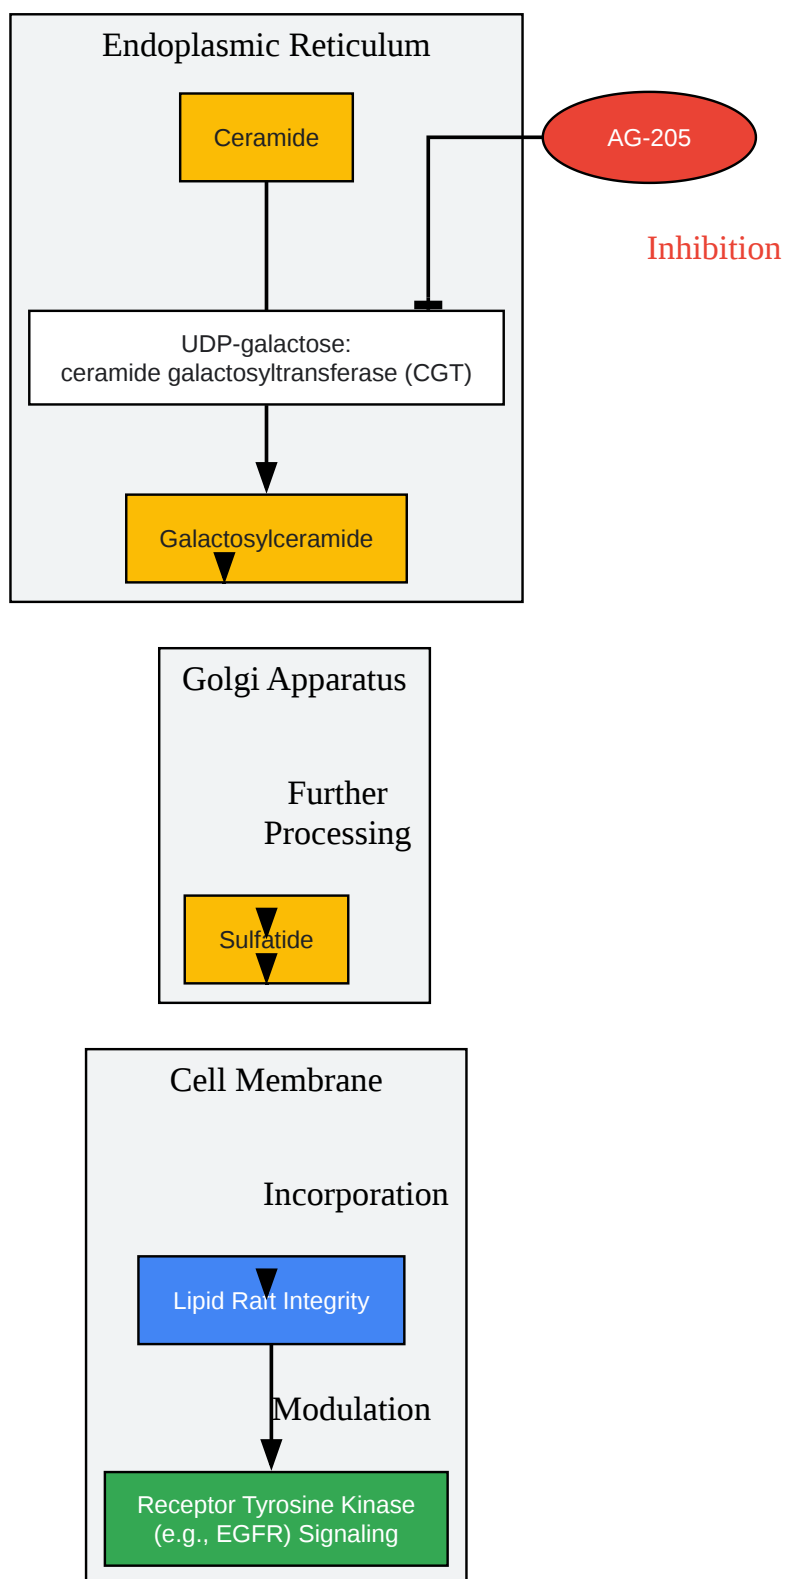 Endoplasmic Reticulum
Ceramide
AG-205
Inhibition
UDP-galactose:
ceramide galactosyltransferase (CGT)
Galactosylceramide
Golgi Apparatus
Further
Processing
Sulfatide
Cell Membrane
Incorporation
Lipid Raft Integrity
Modulation
Receptor Tyrosine Kinase
(e.g., EGFR) Signaling